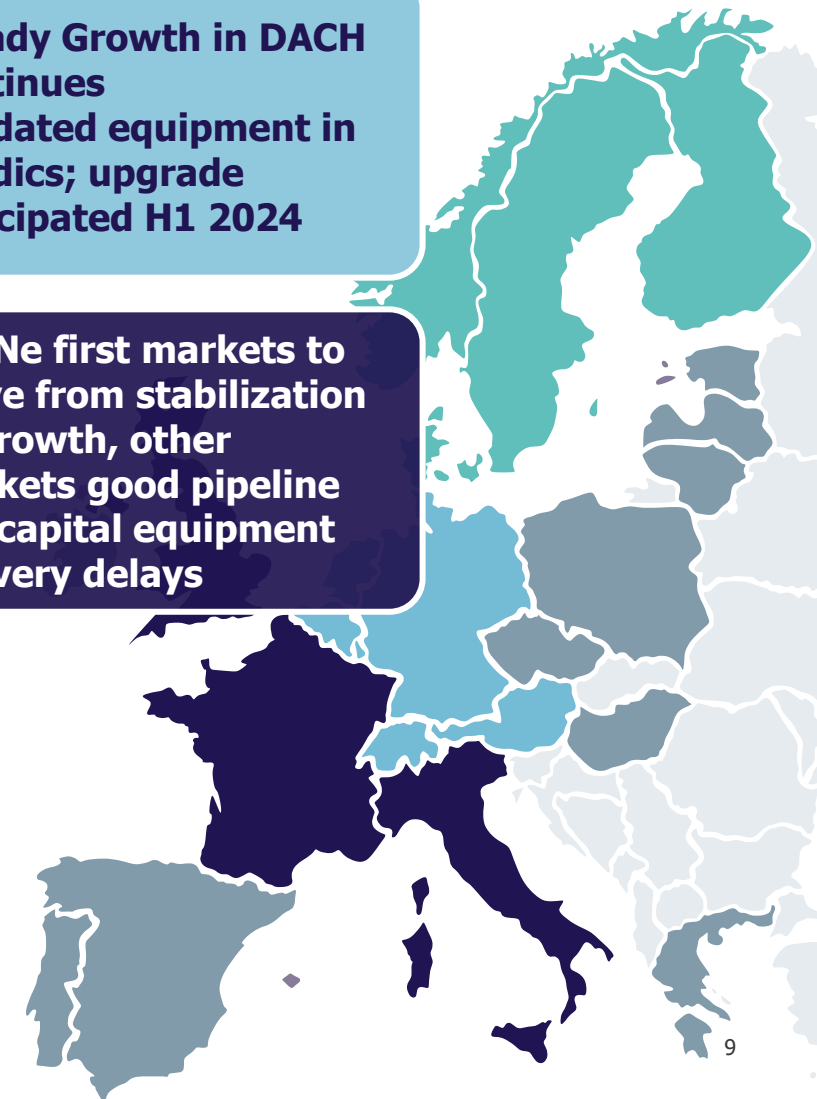 ady Growth in DACH
tinues
dated equipment in
dics; upgrade
cipated H1 2024
Ne first markets to
ve from stabilization
rowth, other
kets good pipeline
capital equipment
very delays
9